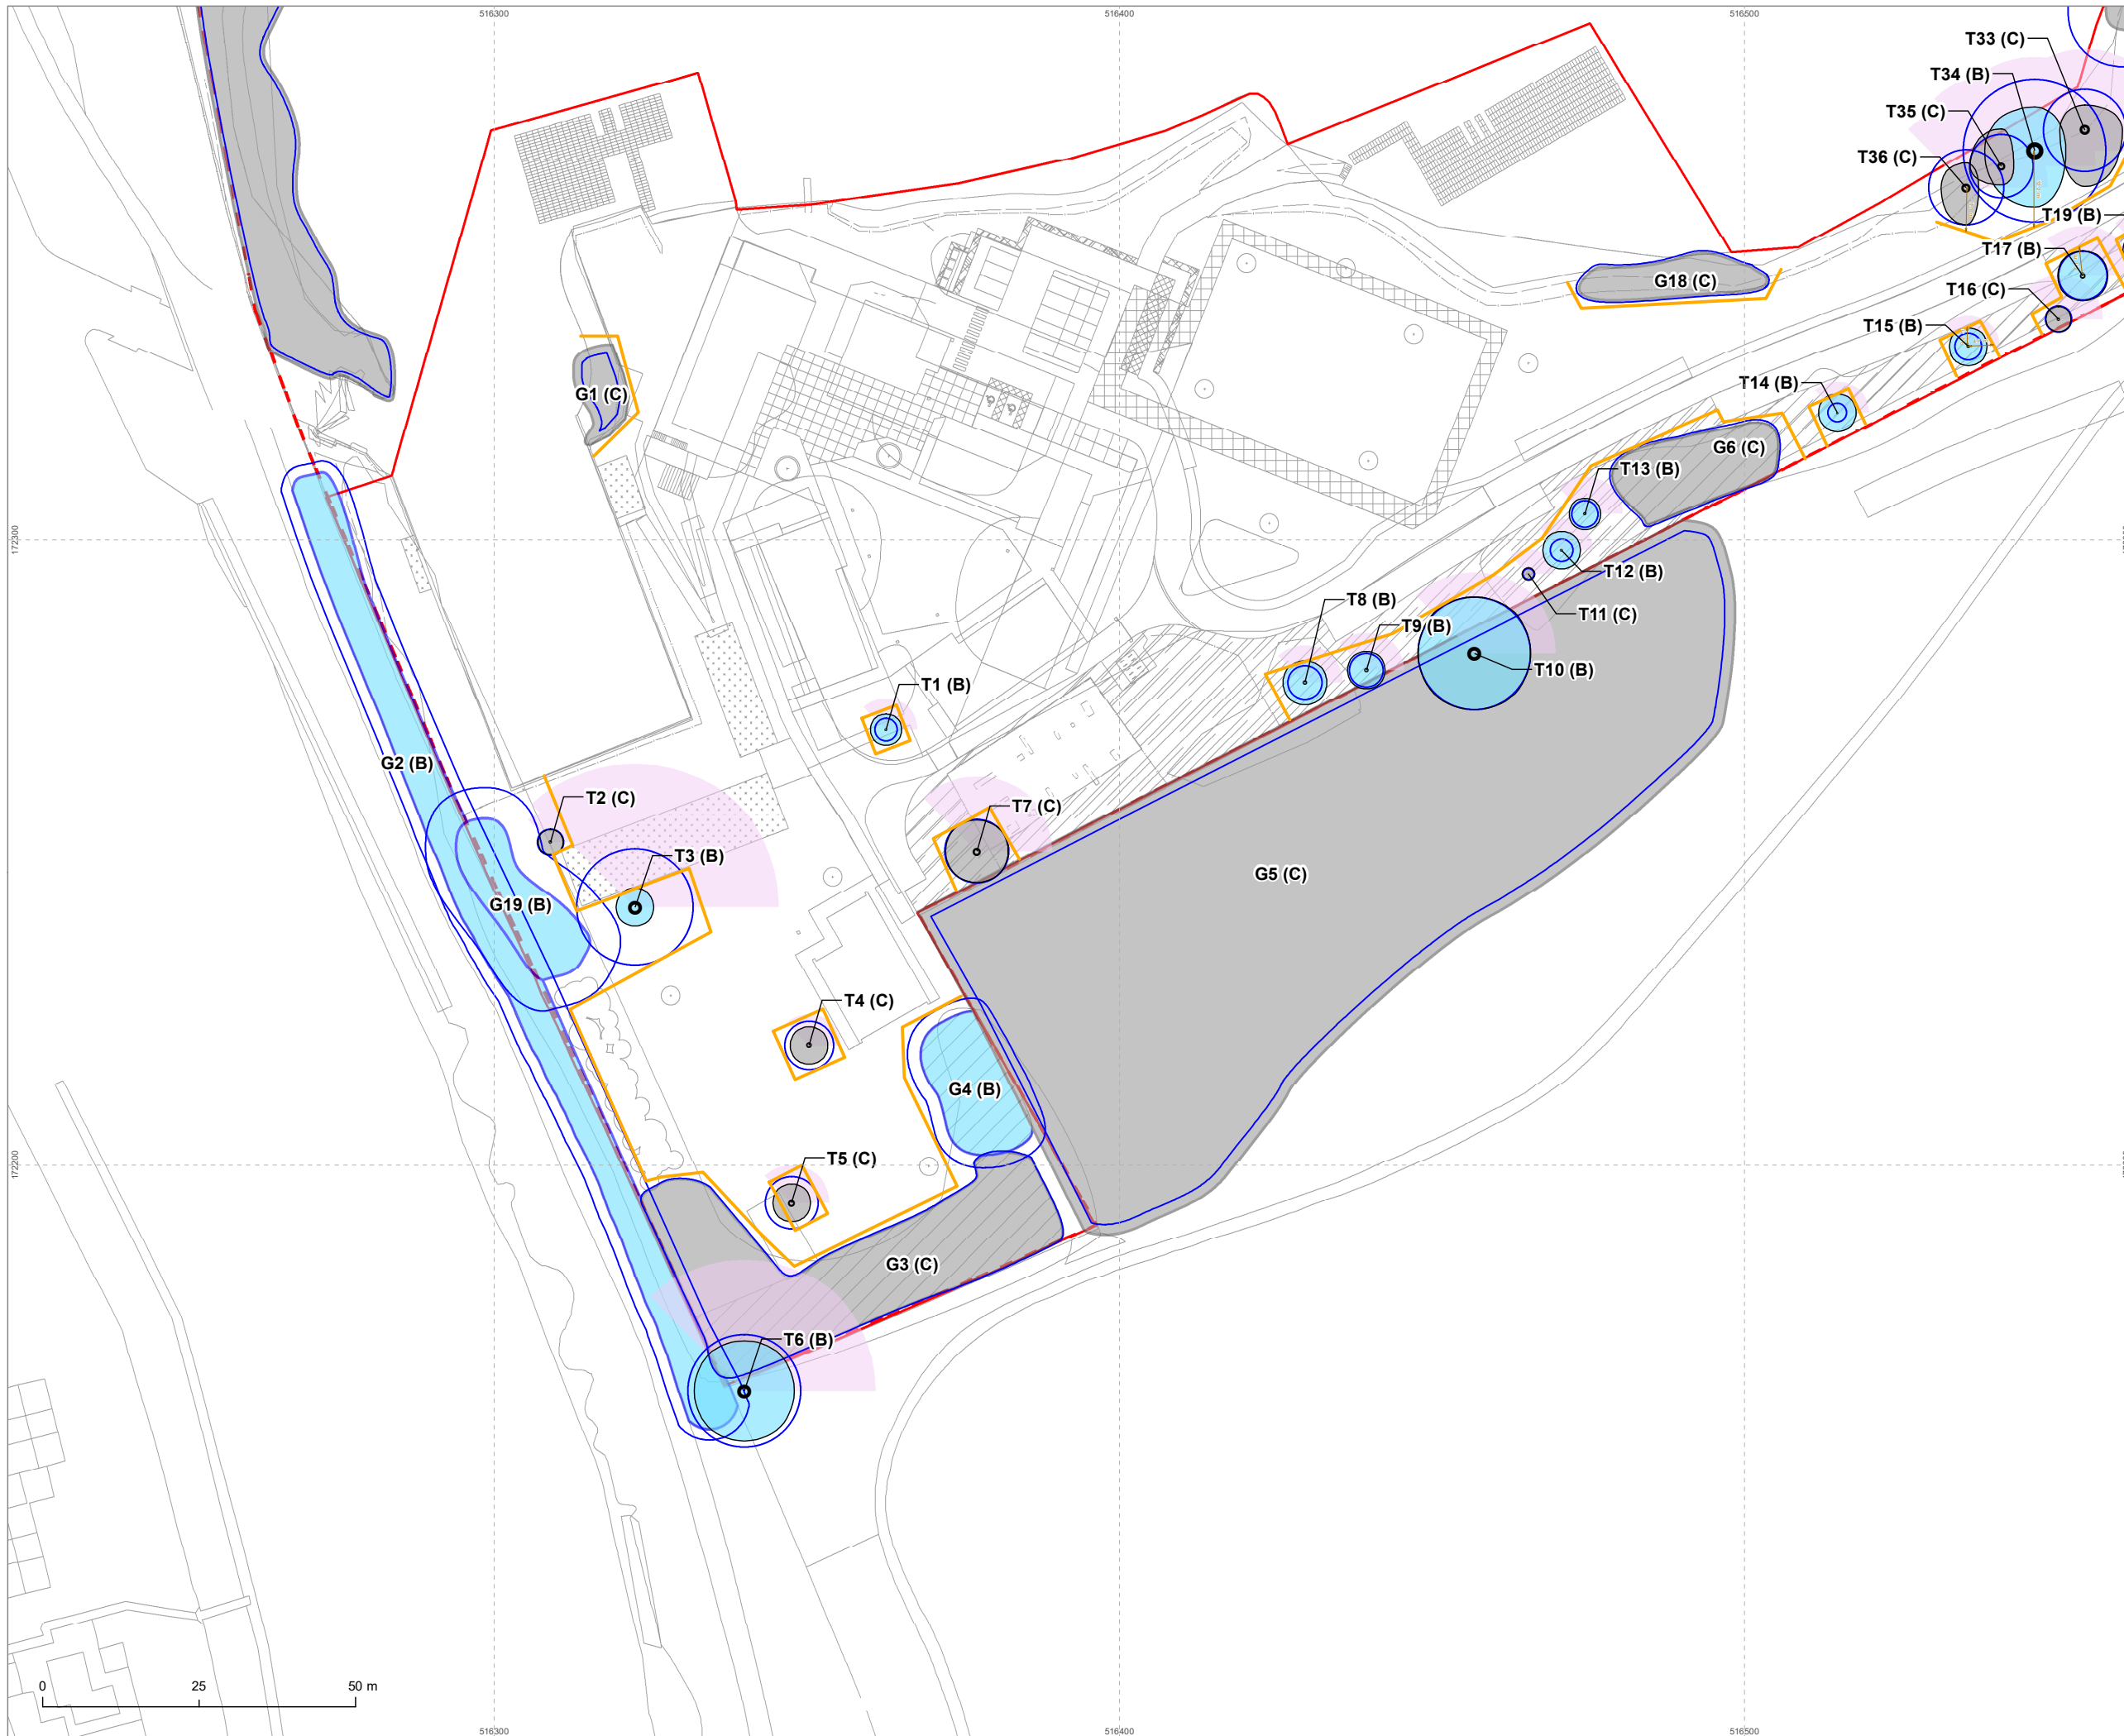 516300
516400
516500
T33 (C)
T34 (B)
T35 (C)
T36 (C)
T19 (B)
T17 (B)
G18 (C)
T16 (C)
T15 (B)
T14 (B)
G1 (C)
G6 (C)
T13 (B)
172300
T12 (B)
T8 (B)
T11 (C)
T9 (B)
T10 (B)
T1 (B)
G2 (B)
T2 (C)
T7 (C)
T3 (B)
G5 (C)
G19 (B)
T4 (C)
G4 (B)
T5 (C)
172200
G3 (C)
T6 (B)
0 25 50 m
516300
516400
516500